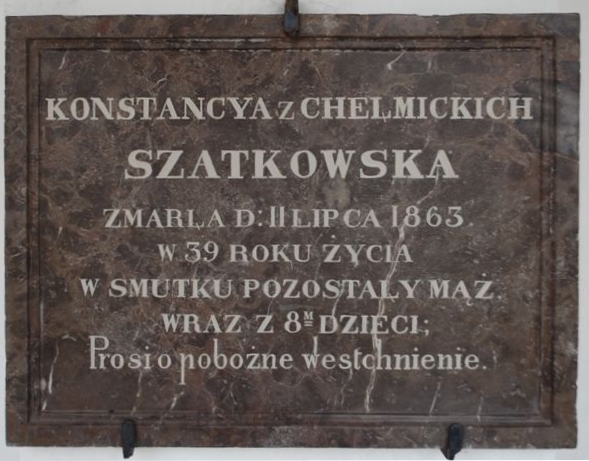 KONSTANCYA Z CHEŁMICKICH
SZATKOWSKA
ZMARŁA D: 11 LIPCA 1863.
W 39 ROKU ŻYCIA
W SMUTKU POZOSTAŁY MĄŻ.
WRAZ Z 8M DZIECI;
Prosi o pobożne westchnienie.